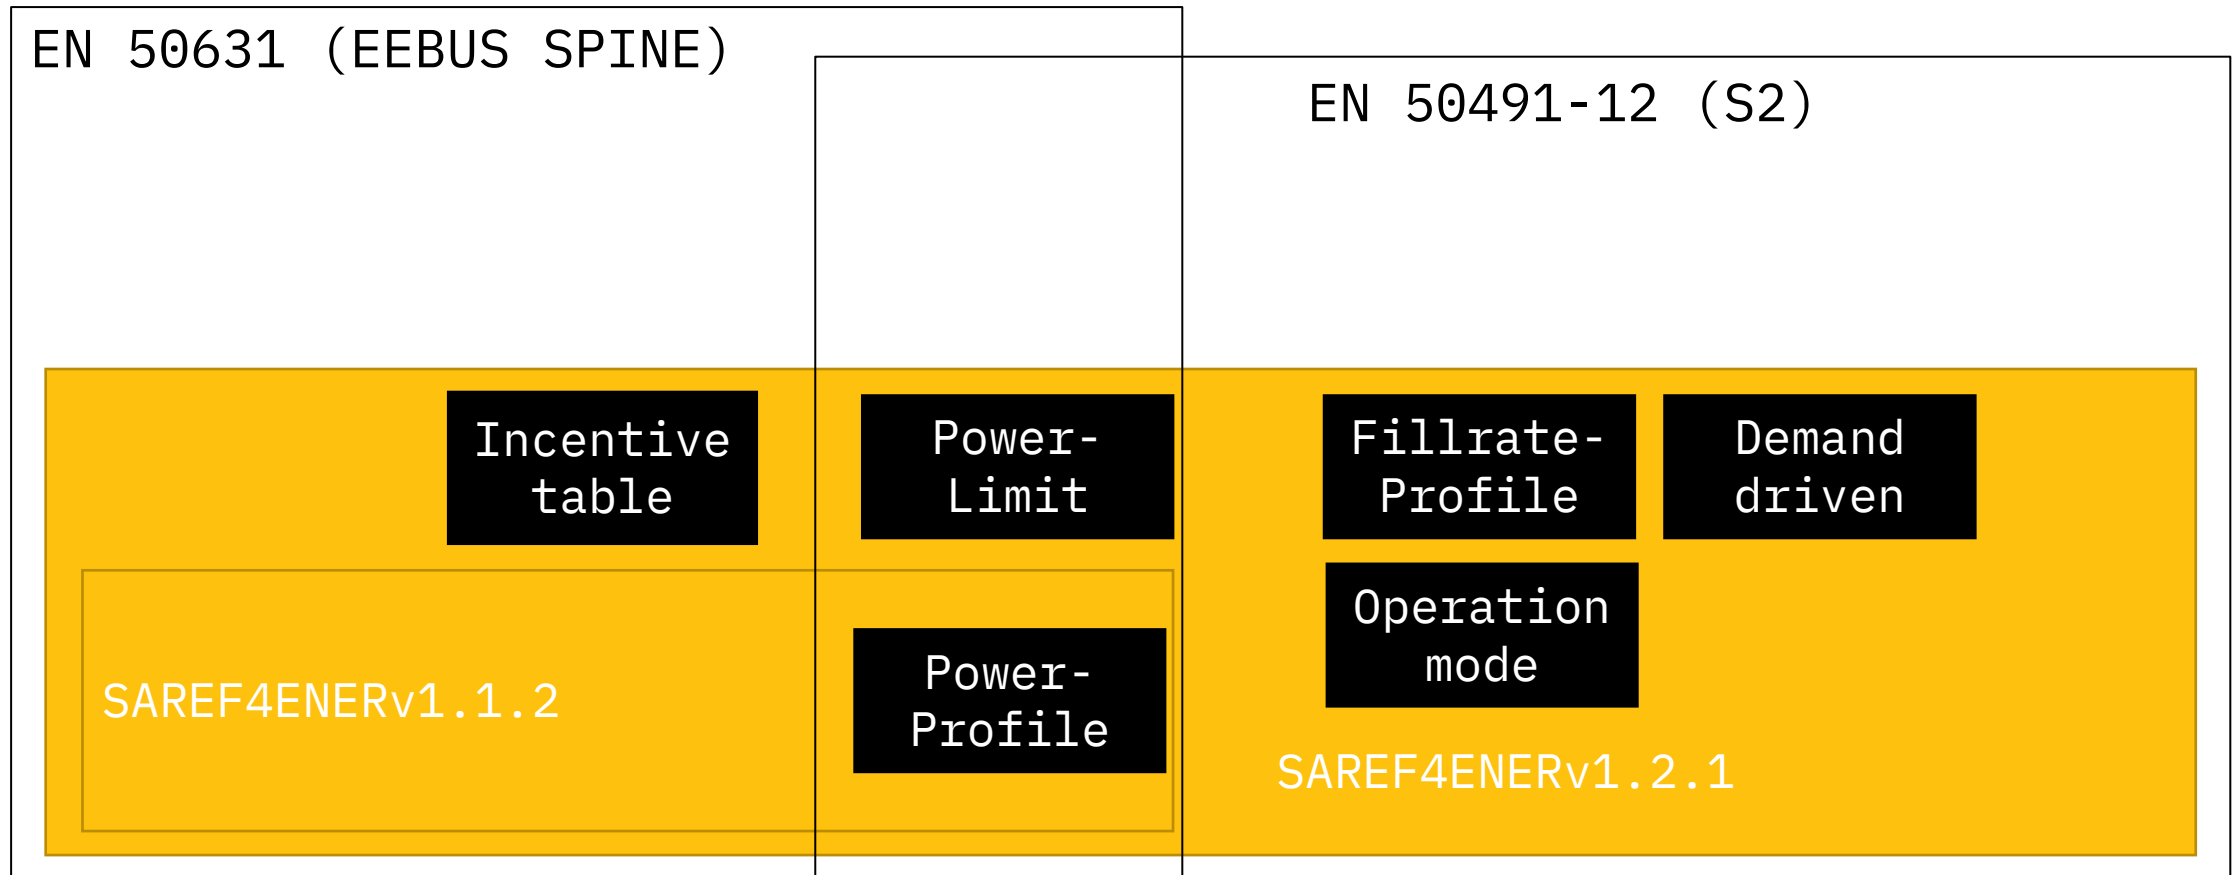 EN 50631 (EEBUS SPINE)
EN 50491-12 (S2)
Incentive
table
Power-
Limit
Fillrate-
Profile
Demand
driven
Operation
mode
SAREF4ENERv1.1.2
Power-
Profile
SAREF4ENERv1.2.1